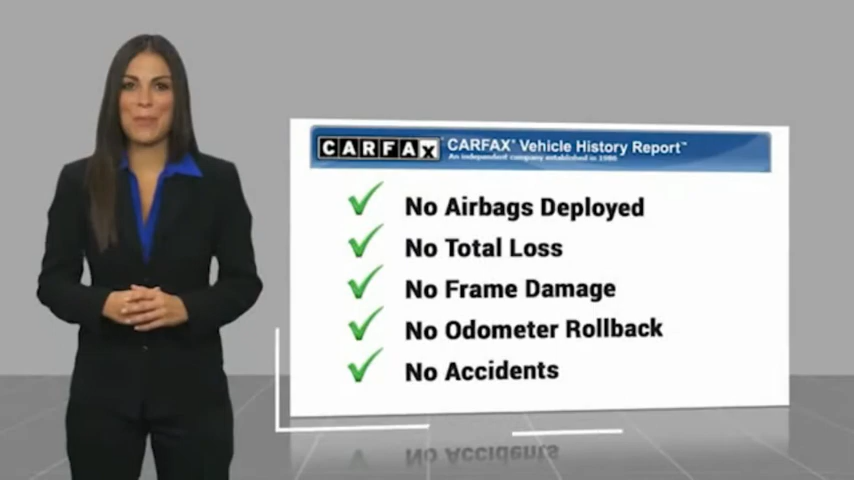 CARFAX CARFAX® Vehicle History Report™
An independent company established in 1986
No Airbags Deployed
No Total Loss
No Frame Damage
No Odometer Rollback
No Accidents
No Accidents